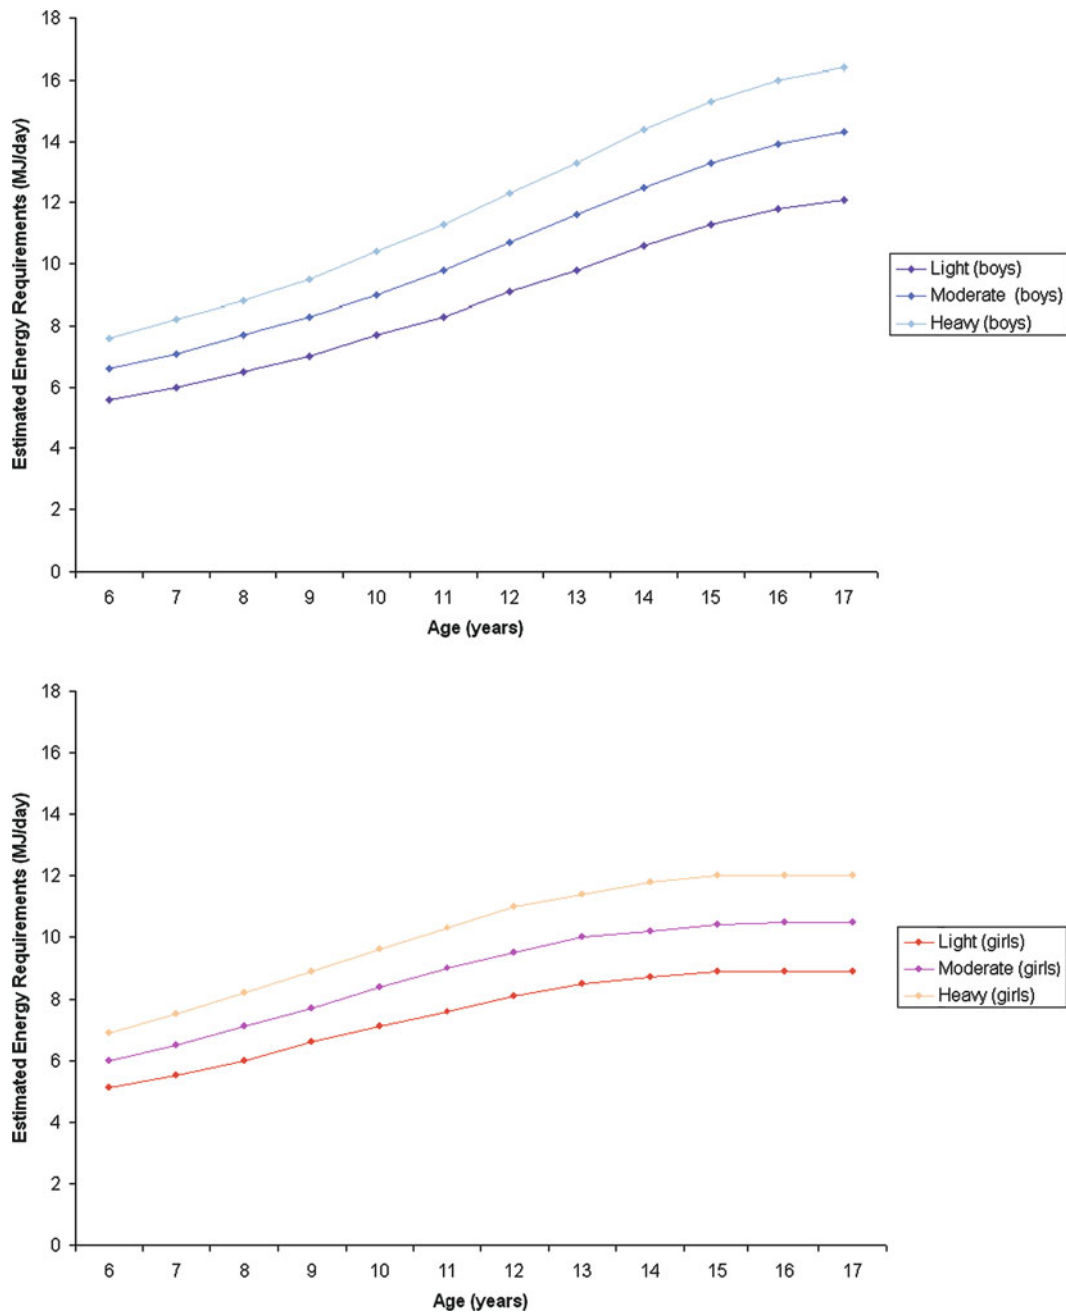 18
16
14
12
10
8
6
4
2
0
Estimated Energy Requirements (MJ/day)
6 7 8 9 10 11 12 13 14 15 16 17
Age (years)
Light (boys)
Moderate (boys)
Heavy (boys)
18
16
14
12
10
8
6
4
2
0
Estimated Energy Requirements (MJ/day)
6 7 8 9 10 11 12 13 14 15 16 17
Age (years)
Light (girls)
Moderate (girls)
Heavy (girls)